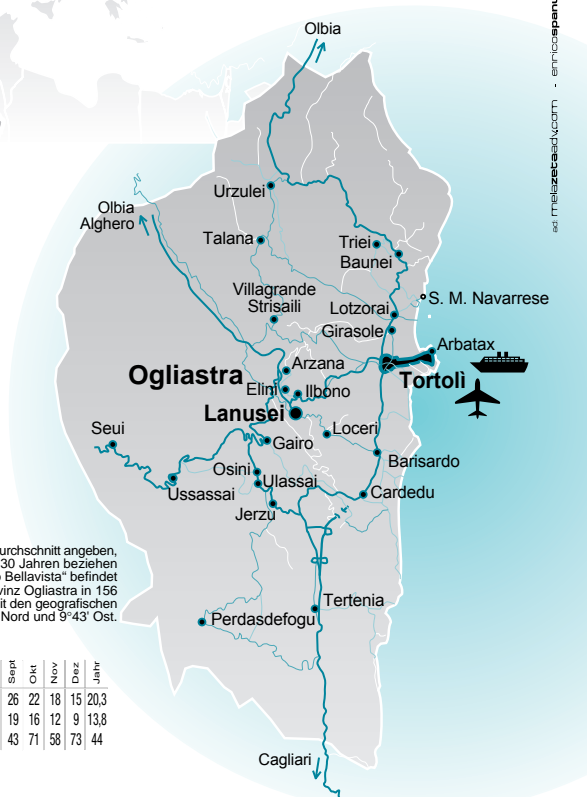 Olbia
ad: melazetaadv.com - enricospanu
Urzulei
Olbia
Alghero
Talana
Triei
Baunei
Villagrande
Strisaili
S. M. Navarrese
Lotzorai
Girasole
Arbatax
Arzana
Ogliastra
Tortolì
Elini
Ilbono
Lanusei
Seui
Gairo
Loceri
Barisardo
Osini
Ussassai
Ulassai
Cardedu
Jerzu
urchschnitt angeben,
30 Jahren beziehen
Bellavista“ befindet
vinz Ogliastra in 156
it den geografischen
Nord und 9°43' Ost.
Tertenia
Perdasdefogu
Sept Okt Nov Dez Jahr
26 22 18 15 20,3
19 16 12 9 13,8
43 71 58 73 44
Cagliari